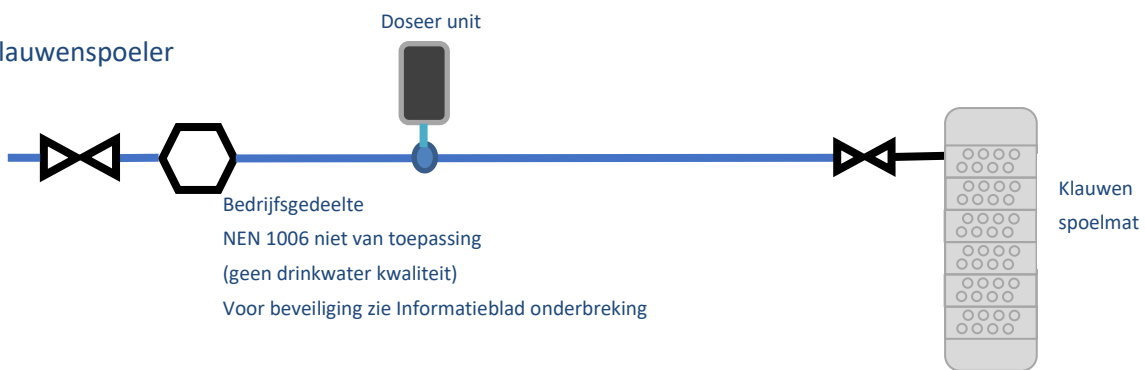 Doseer unit
lauwenspoeler
Bedrijfsgedeelte
NEN 1006 niet van toepassing
(geen drinkwater kwaliteit)
Voor beveiliging zie Informatieblad onderbreking
Klauwen
spoelmat